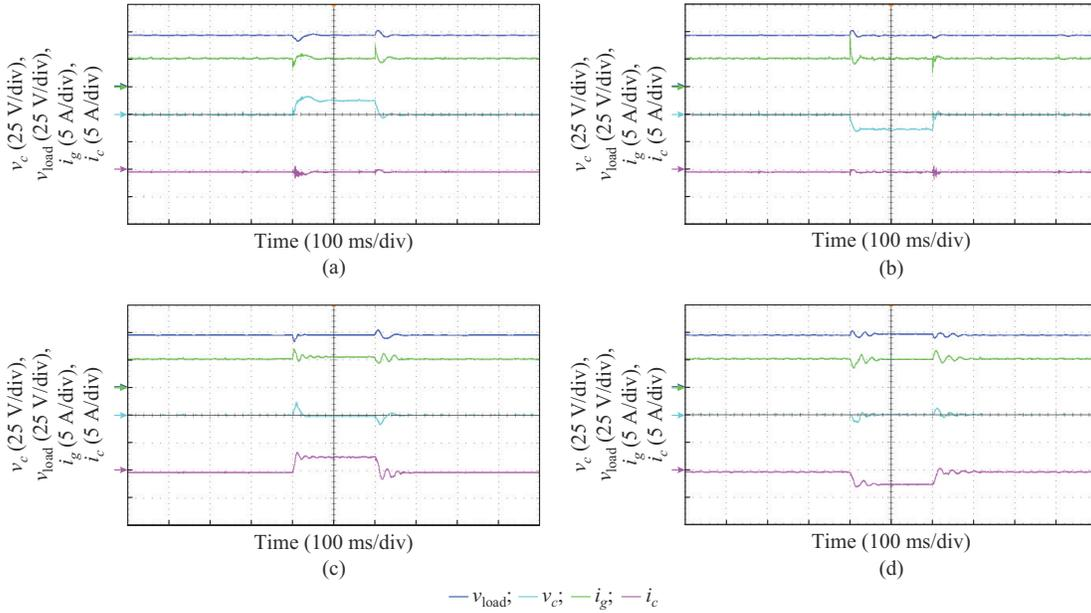 v_c (25 V/div),
v_load (25 V/div),
i_g (5 A/div),
i_c (5 A/div)
Time (100 ms/div)
(a)
v_c (25 V/div),
v_load (25 V/div),
i_g (5 A/div),
i_c (5 A/div)
Time (100 ms/div)
(b)
v_c (25 V/div),
v_load (25 V/div),
i_g (5 A/div),
i_c (5 A/div)
Time (100 ms/div)
(c)
v_c (25 V/div),
v_load (25 V/div),
i_g (5 A/div),
i_c (5 A/div)
Time (100 ms/div)
(d)
v_load; v_c; i_g; i_c